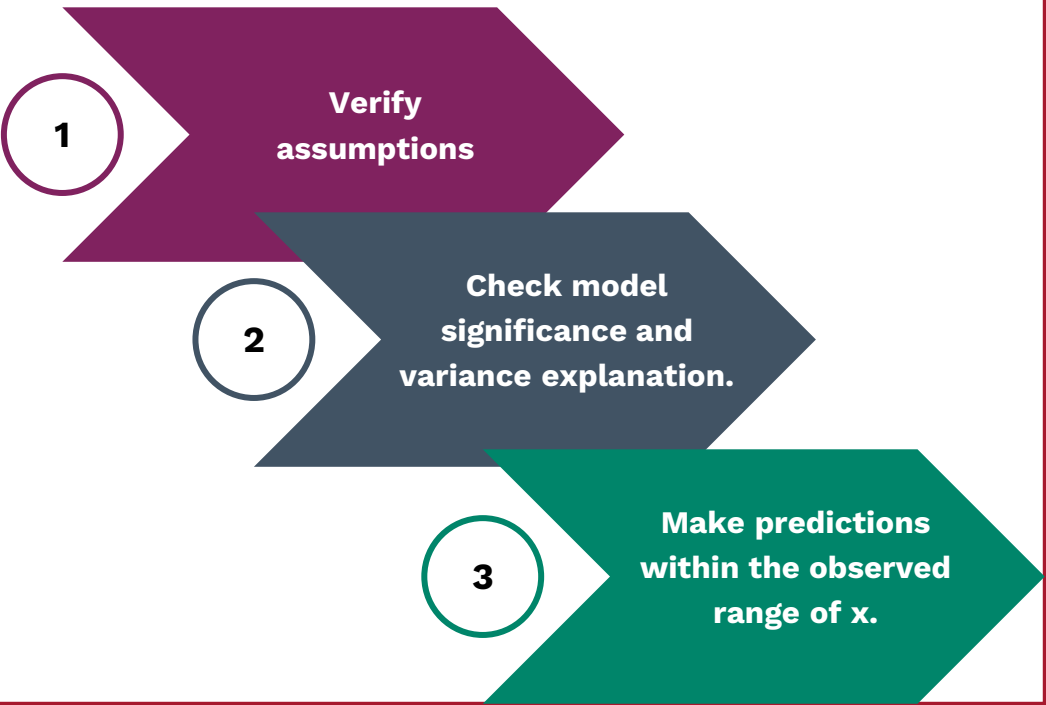 1
Verify
assumptions
2
Check model
significance and
variance explanation.
3
Make predictions
within the observed
range of x.